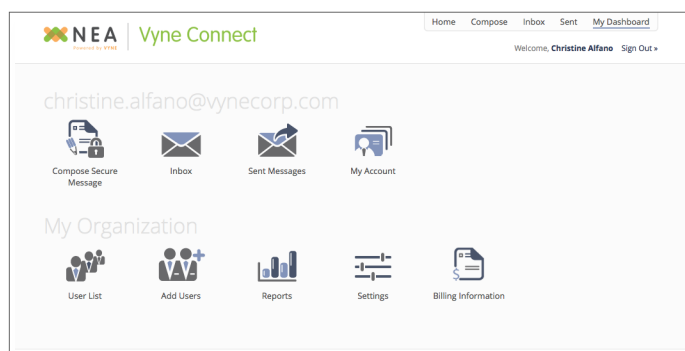 Home Compose Inbox Sent My Dashboard
NEA Vyne Connect
Powered by VYNE
Welcome, Christine Alfano Sign Out »
christine.alfano@vynecorp.com
Compose Secure Message Inbox Sent Messages My Account
My Organization
User List Add Users Reports Settings Billing Information
$